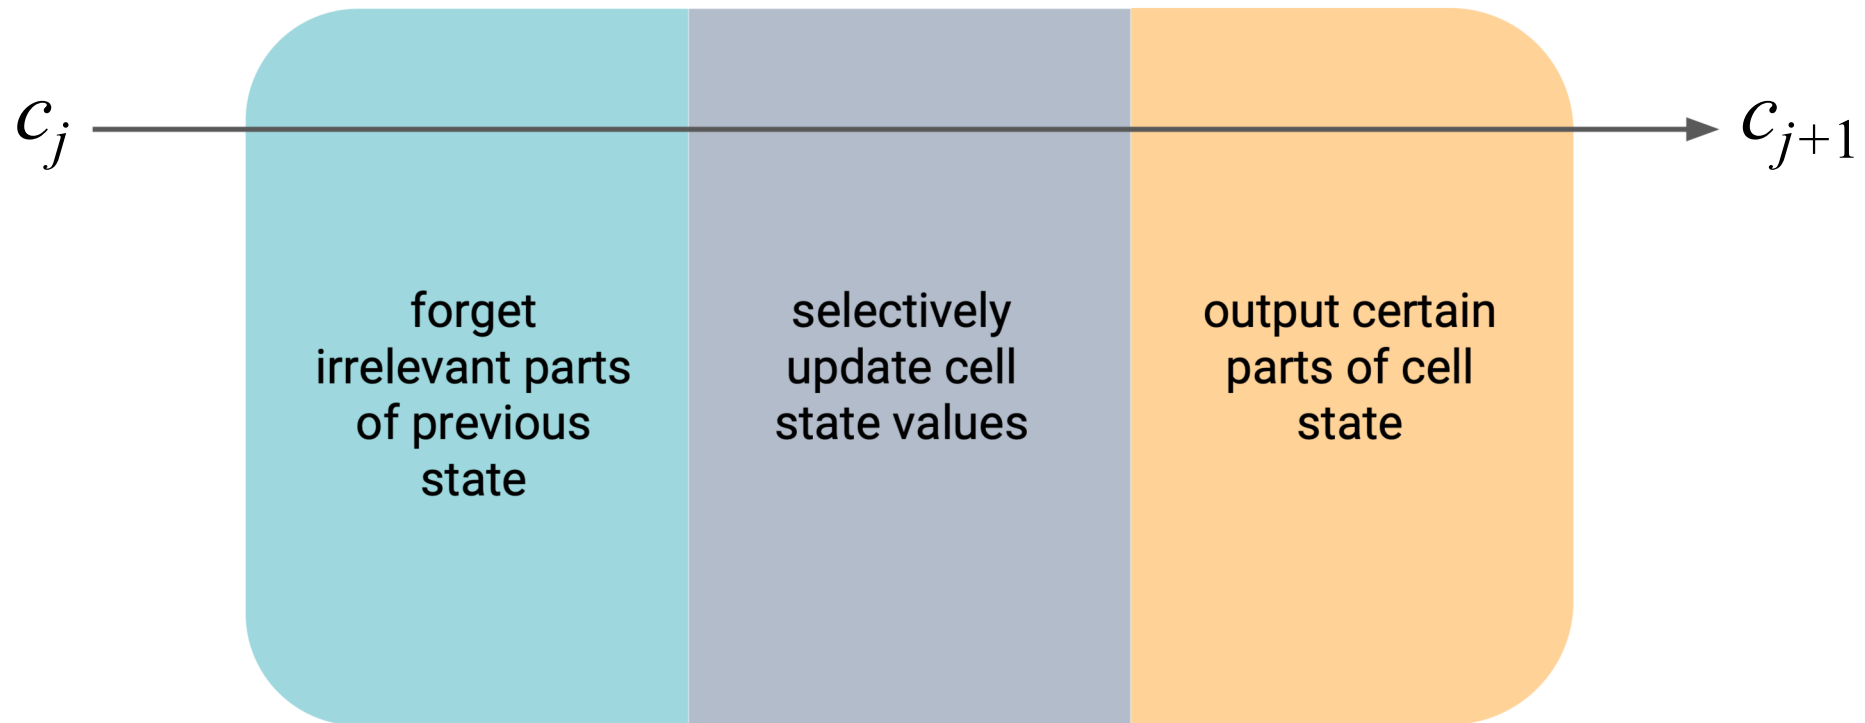 c_j
c_{j+1}
forget
irrelevant parts
of previous
state
selectively
update cell
state values
output certain
parts of cell
state